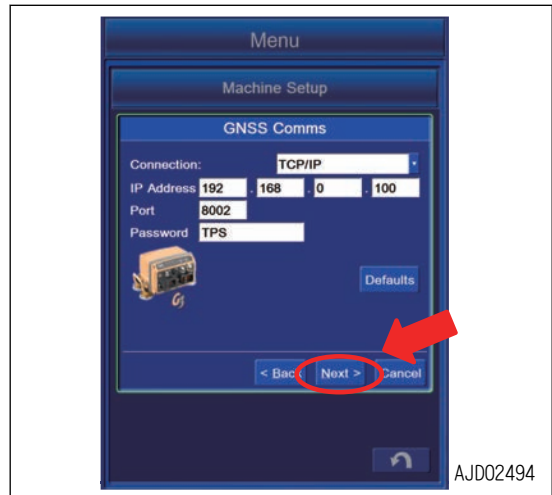 Menu
Machine Setup
GNSS Comms
Connection: TCP/IP
IP Address 192 . 168 . 0 . 100
Port 8002
Password TPS
Defaults
< Back Next > Cancel
AJD02494